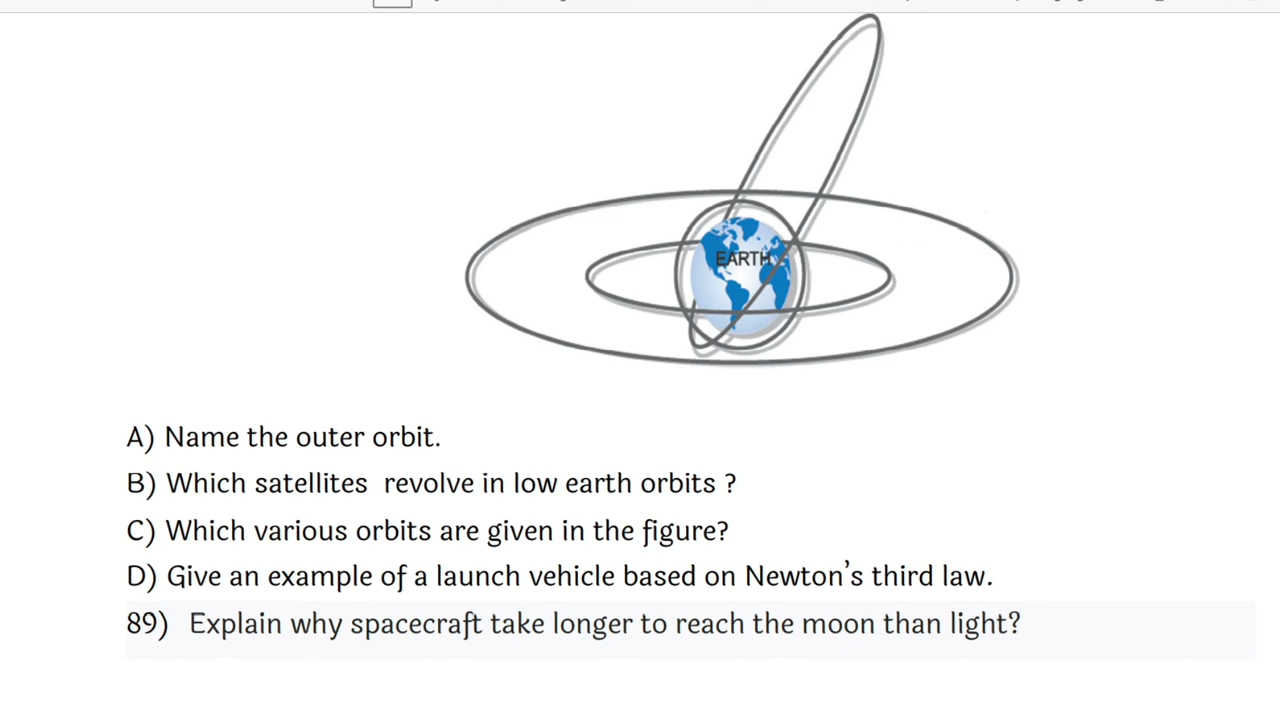 EARTH
A) Name the outer orbit.
B) Which satellites revolve in low earth orbits ?
C) Which various orbits are given in the figure?
D) Give an example of a launch vehicle based on Newton's third law.
89) Explain why spacecraft take longer to reach the moon than light?